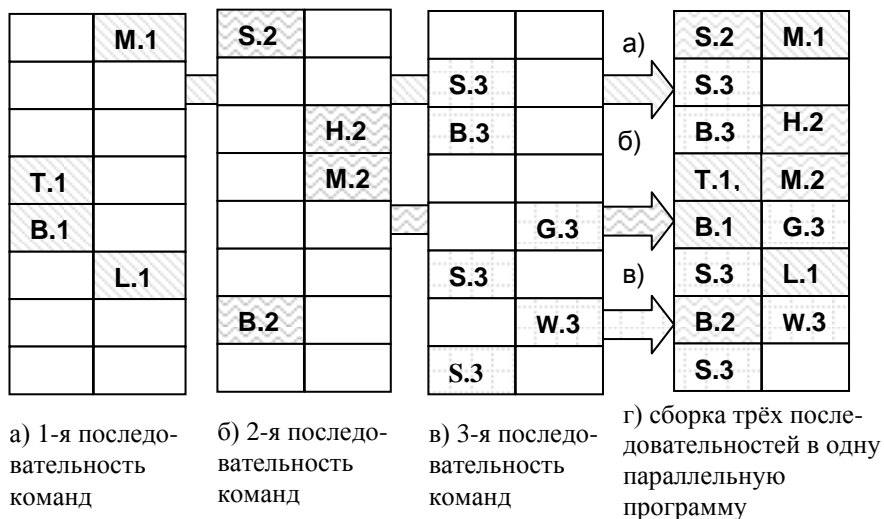 M.1
T.1
B.1
L.1
S.2
H.2
M.2
B.2
S.3
B.3
G.3
S.3
W.3
S.3
а)
б)
в)
S.2 M.1
S.3
B.3 H.2
T.1, M.2
B.1 G.3
S.3 L.1
B.2 W.3
S.3
а) 1-я последо-
вательность
команд
б) 2-я последо-
вательность
команд
в) 3-я последо-
вательность
команд
г) сборка трёх после-
довательностей в одну
параллельную
программу